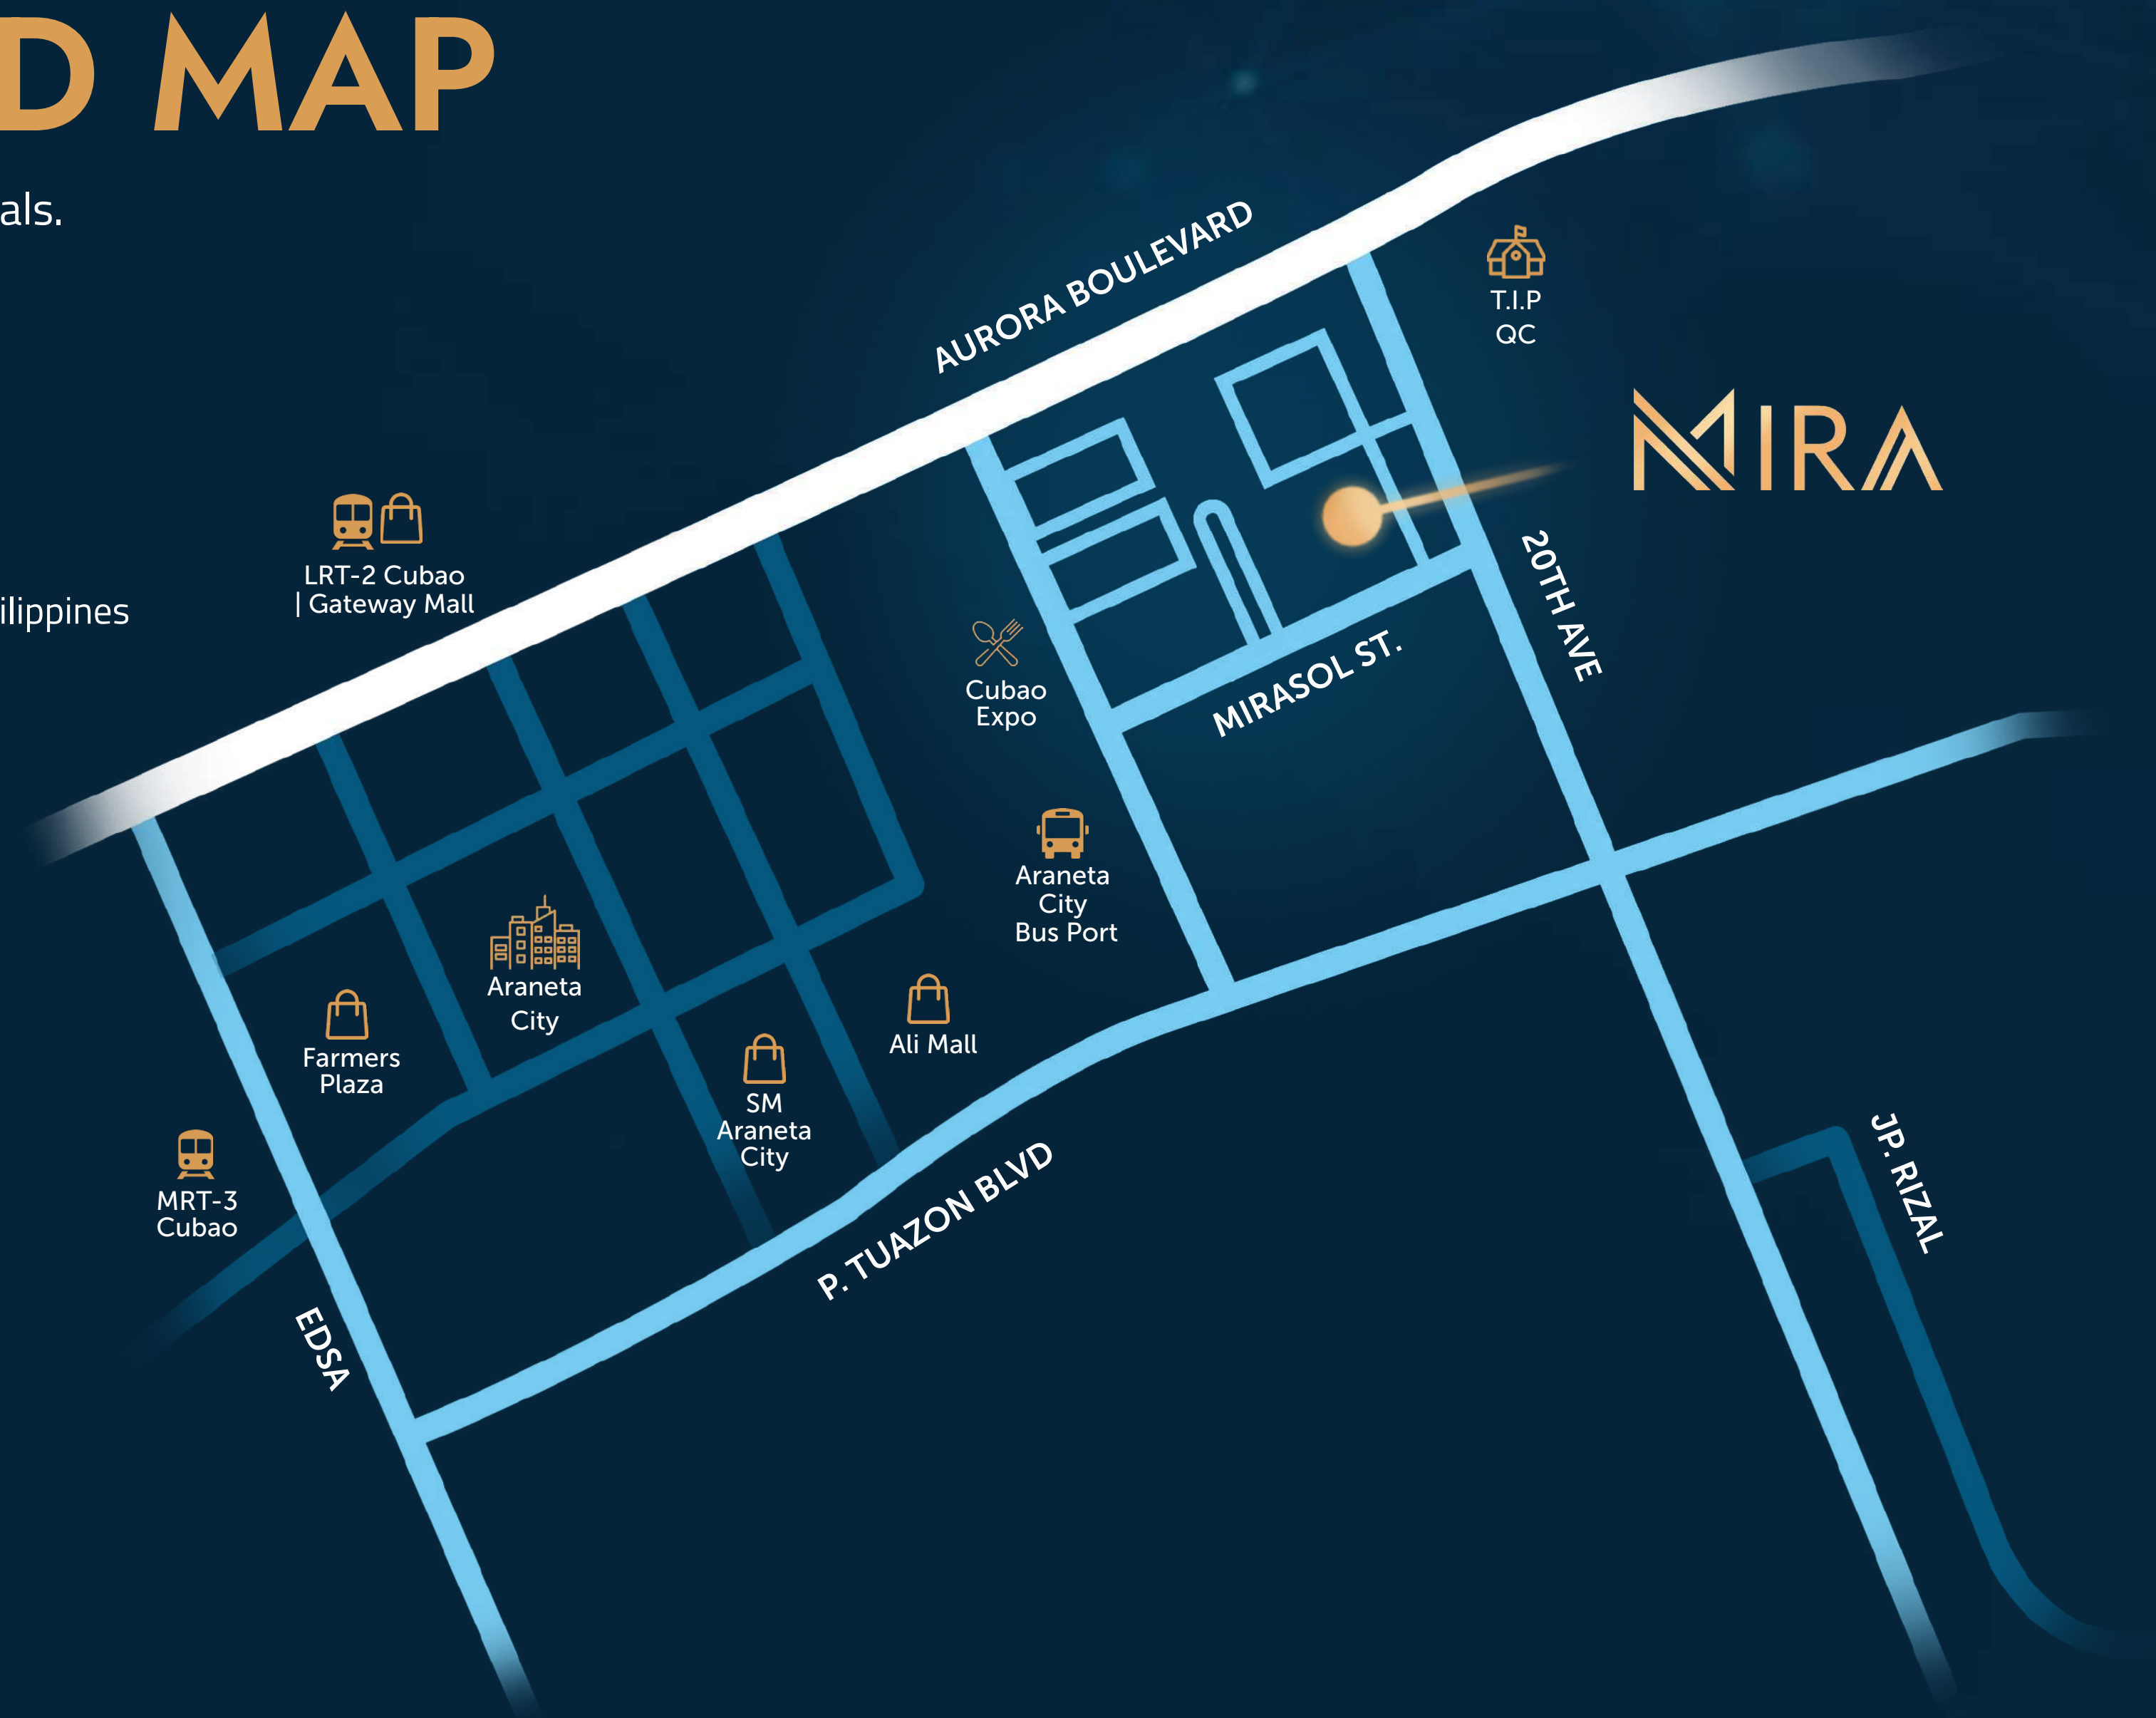 D MAP
als.
AURORA BOULEVARD
T.I.P
QC
MIRA
LRT-2 Cubao
| Gateway Mall
ilippines
20TH AVE
Cubao
Expo
MIRASOL ST.
Araneta
City
Bus Port
Araneta
City
Farmers
Plaza
Ali Mall
SM
Araneta
City
MRT-3
Cubao
P. TUAZON BLVD
JP. RIZAL
EDSA